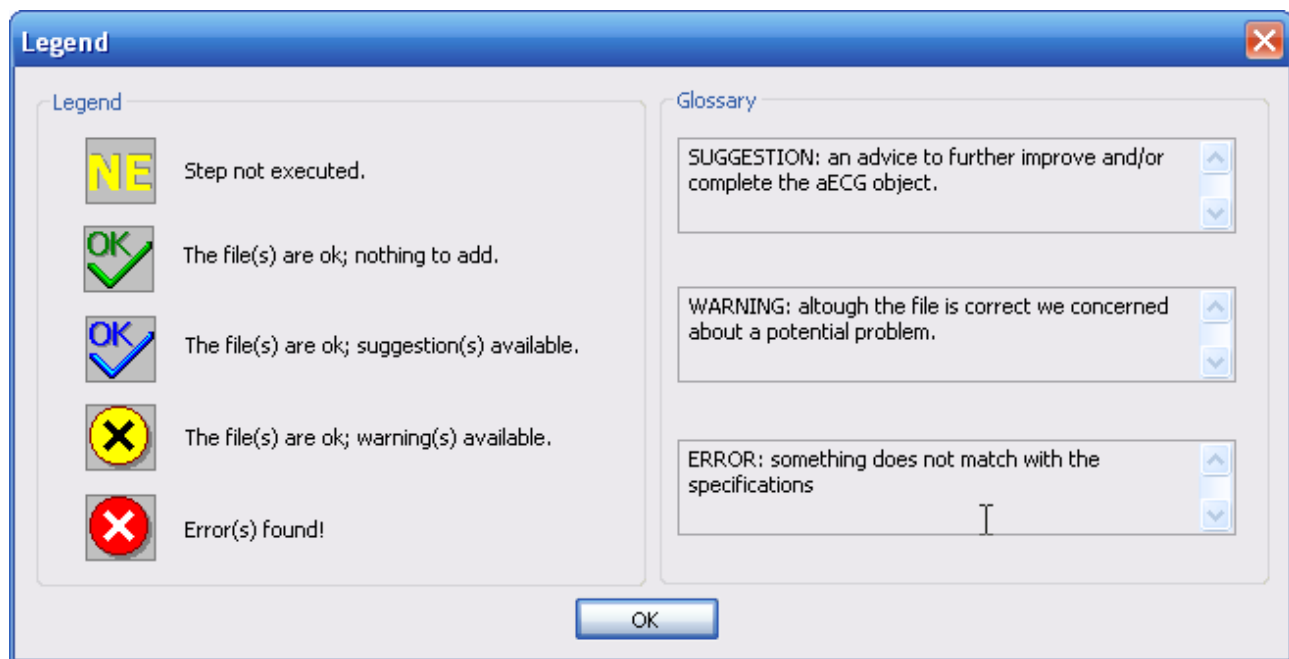 Legend
Legend
NE
Step not executed.
OK
The file(s) are ok; nothing to add.
OK
The file(s) are ok; suggestion(s) available.
The file(s) are ok; warning(s) available.
Error(s) found!
Glossary
SUGGESTION: an advice to further improve and/or
complete the aECG object.
WARNING: altough the file is correct we concerned
about a potential problem.
ERROR: something does not match with the
specifications
OK